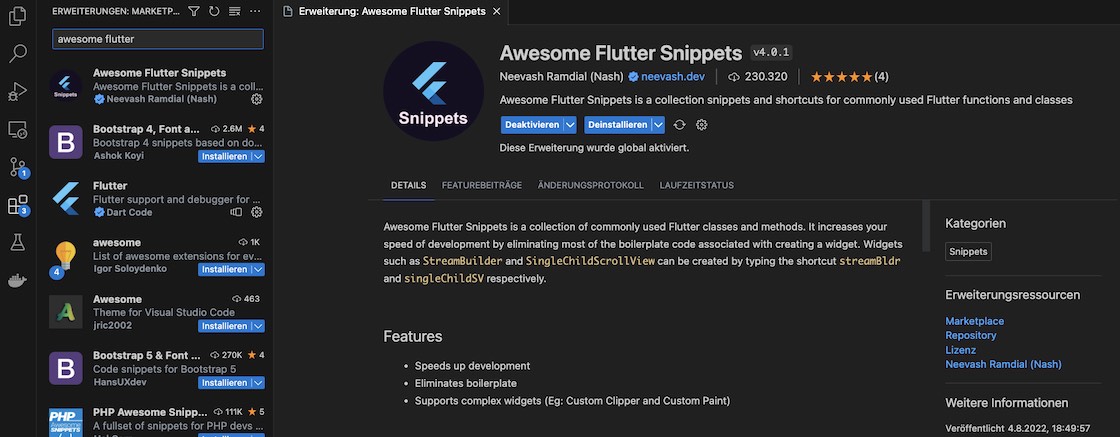 ERWEITERUNGEN: MARKETP...
awesome flutter
Snippets
Awesome Flutter Snippets
Awesome Flutter Snippets is a coll...
Neevash Ramdial (Nash)
B
Bootstrap 4, Font a... 2.6M ★ 4
Bootstrap 4 snippets based on do...
Ashok Koyi Installieren
1
Flutter
Flutter support and debugger for ...
Dart Code
3
awesome 1K
List of awesome extensions for ev...
Igor Soloydenko Installieren
4
Awesome 463
Theme for Visual Studio Code
jric2002 Installieren
B
Bootstrap 5 & Font ... 270K ★ 4
Code snippets for Bootstrap 5
HansUXdev Installieren
PHP
AWESOME
SNIPPETS
PHP Awesome Snipp... 111K ★ 5
A fullset of snippets for PHP devs ...
Erweiterung: Awesome Flutter Snippets
Snippets
Awesome Flutter Snippets v4.0.1
Neevash Ramdial (Nash) neevash.dev | 230.320 | ★★★★★(4)
Awesome Flutter Snippets is a collection snippets and shortcuts for commonly used Flutter functions and classes
Deaktivieren Deinstallieren
Diese Erweiterung wurde global aktiviert.
DETAILS FEATUREBEITRÄGE ÄNDERUNGSPROTOKOLL LAUFZEITSTATUS
Awesome Flutter Snippets is a collection of commonly used Flutter classes and methods. It increases your
speed of development by eliminating most of the boilerplate code associated with creating a widget. Widgets
such as StreamBuilder and SingleChildScrollView can be created by typing the shortcut streamBldr
and singleChildSV respectively.
Features
• Speeds up development
• Eliminates boilerplate
• Supports complex widgets (Eg: Custom Clipper and Custom Paint)
Kategorien
Snippets
Erweiterungsressourcen
Marketplace
Repository
Lizenz
Neevash Ramdial (Nash)
Weitere Informationen
Veröffentlicht 4.8.2022, 18:49:57